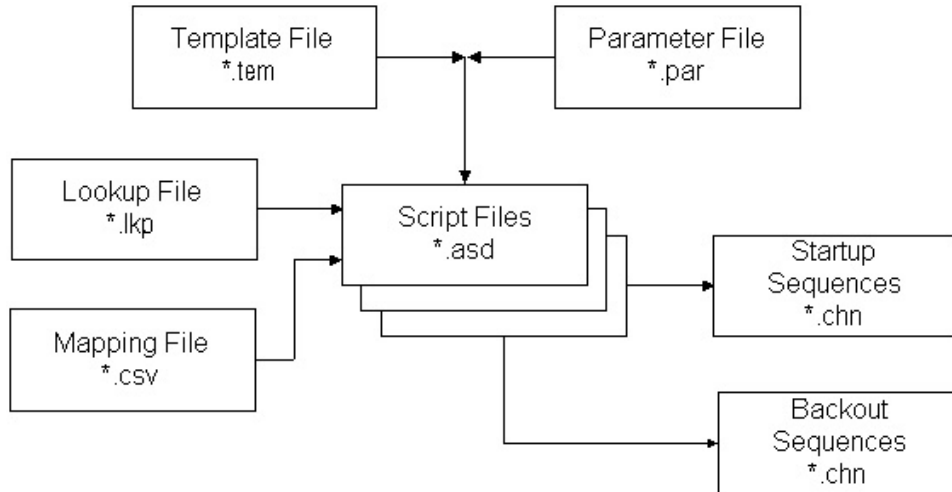 Template File
*.tem
Parameter File
*.par
Lookup File
*.lkp
Script Files
*.asd
Startup
Sequences
*.chn
Mapping File
*.csv
Backout
Sequences
*.chn